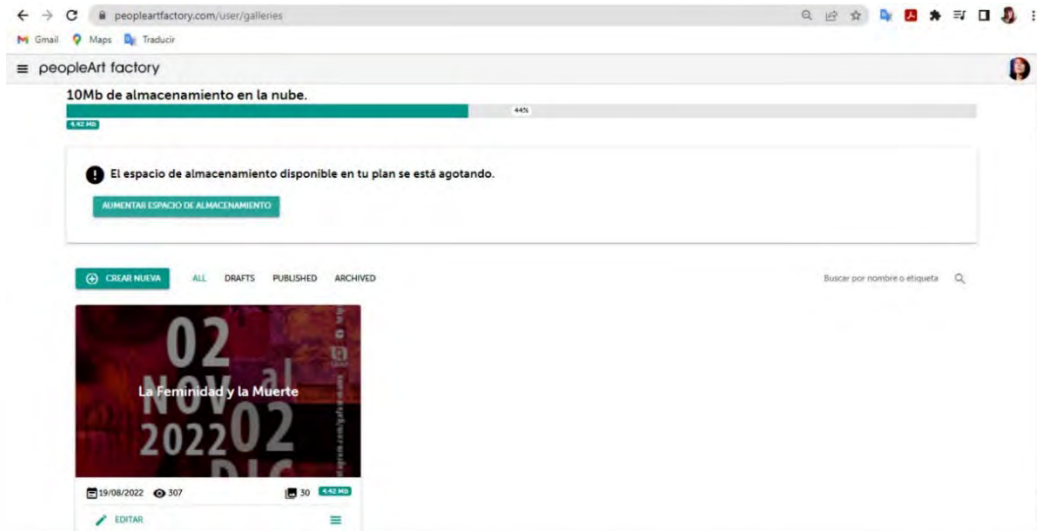 peopleartfactory.com/user/galleries
Gmail Maps Traducir
peopleArt factory
10Mb de almacenamiento en la nube.
44%
4.42 MB
El espacio de almacenamiento disponible en tu plan se está agotando.
AUMENTAR ESPACIO DE ALMACENAMIENTO
CREAR NUEVA ALL DRAFTS PUBLISHED ARCHIVED Buscar por nombre o etiqueta
02
NOV al
2022 02
DIC
La Feminidad y la Muerte
19/08/2022 307 30 4.42 MB
EDITAR